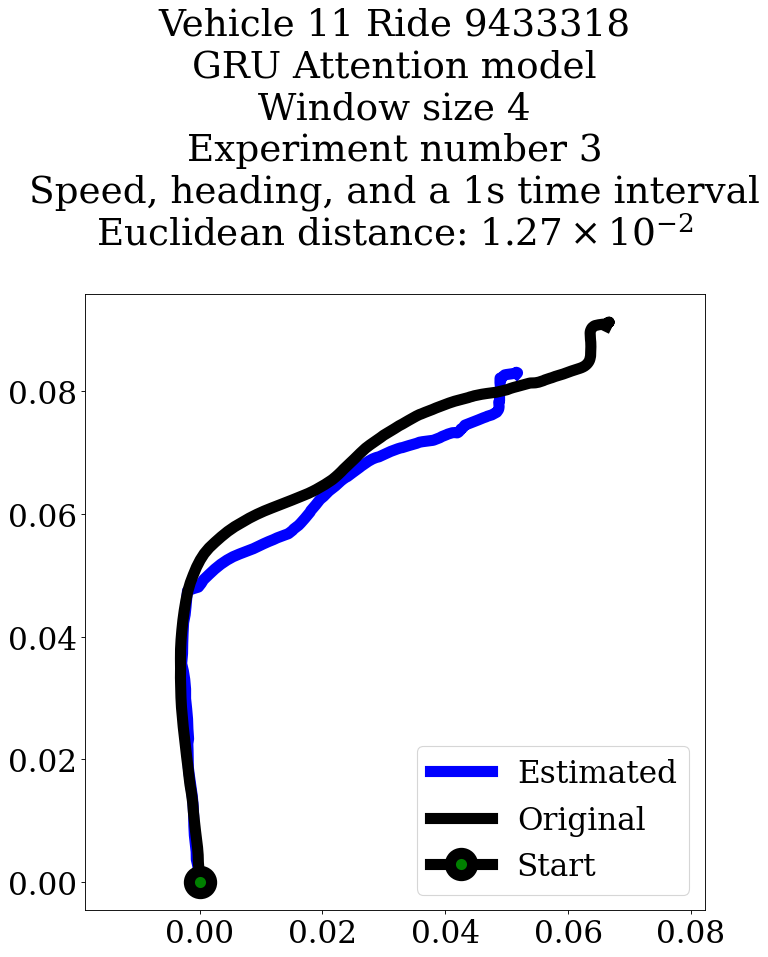 Vehicle 11 Ride 9433318
GRU Attention model
Window size 4
Experiment number 3
Speed, heading, and a 1s time interval
Euclidean distance: 1.27 × 10⁻²
0.08
0.06
0.04
0.02
0.00
Estimated
Original
Start
0.00 0.02 0.04 0.06 0.08